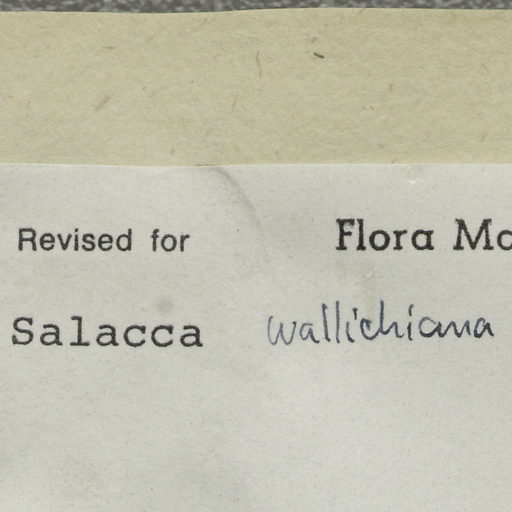 Revised for Flora Ma
Salacca wallichiana